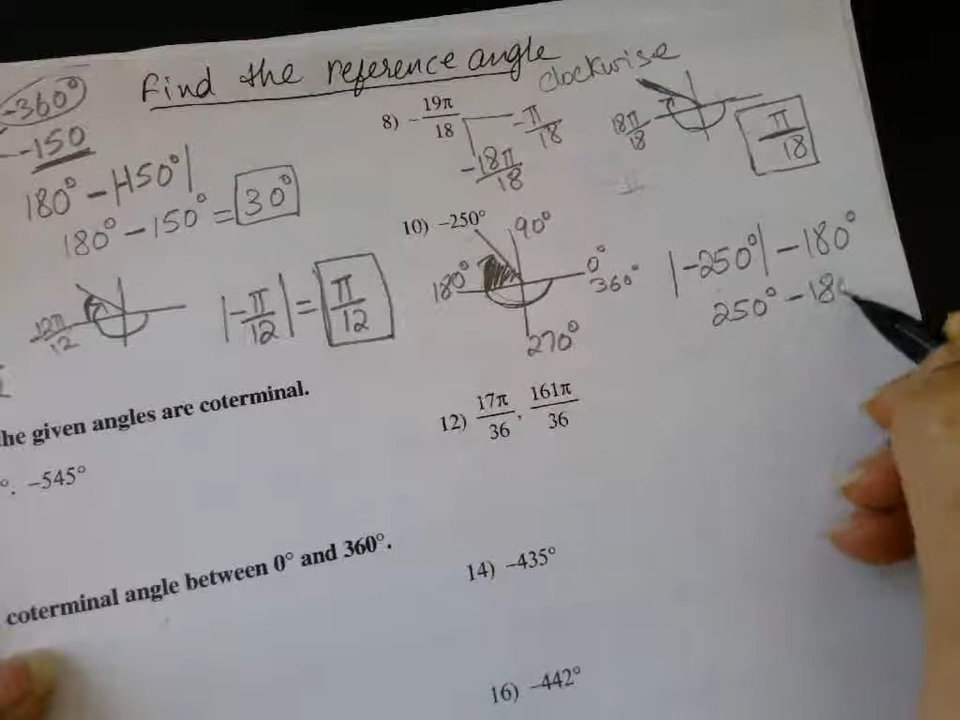 -360°
Find the reference angle
clockwise
-150
180° - |-150°|
180° - 150° = 30°
8) -19π/18
-π/18
-18π/18
18π/18
π/18
10) -250°
90°
180°
0°
360°
270°
|-250°| - 180°
250° - 18
-12π/12
|-π/12| = π/12
he given angles are coterminal.
°. -545°
12) 17π/36, 161π/36
coterminal angle between 0° and 360°.
14) -435°
16) -442°